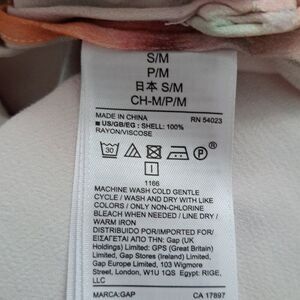 S/M
P/M
日本 S/M
CH-M/P/M
MADE IN CHINA RN 54023
US/GB/EG : SHELL: 100%
RAYON/VISCOSE
30 P
I
1166
MACHINE WASH COLD GENTLE
CYCLE / WASH AND DRY WITH LIKE
COLORS / ONLY NON-CHLORINE
BLEACH WHEN NEEDED / LINE DRY /
WARM IRON
DISTRIBUIDO POR/IMPORTED FOR/
ΕΙΣΑΓΕΤΑΙ ΑΠΟ ΤΗΝ: Gap (UK
Holdings) Limited: GPS (Great Britain)
Limited, Gap Stores (Ireland) Limited,
Gap Europe Limited, 103 Wigmore
Street, London, W1U 1QS Egypt: RIGE,
LLC
MARCA:GAP CA 17897